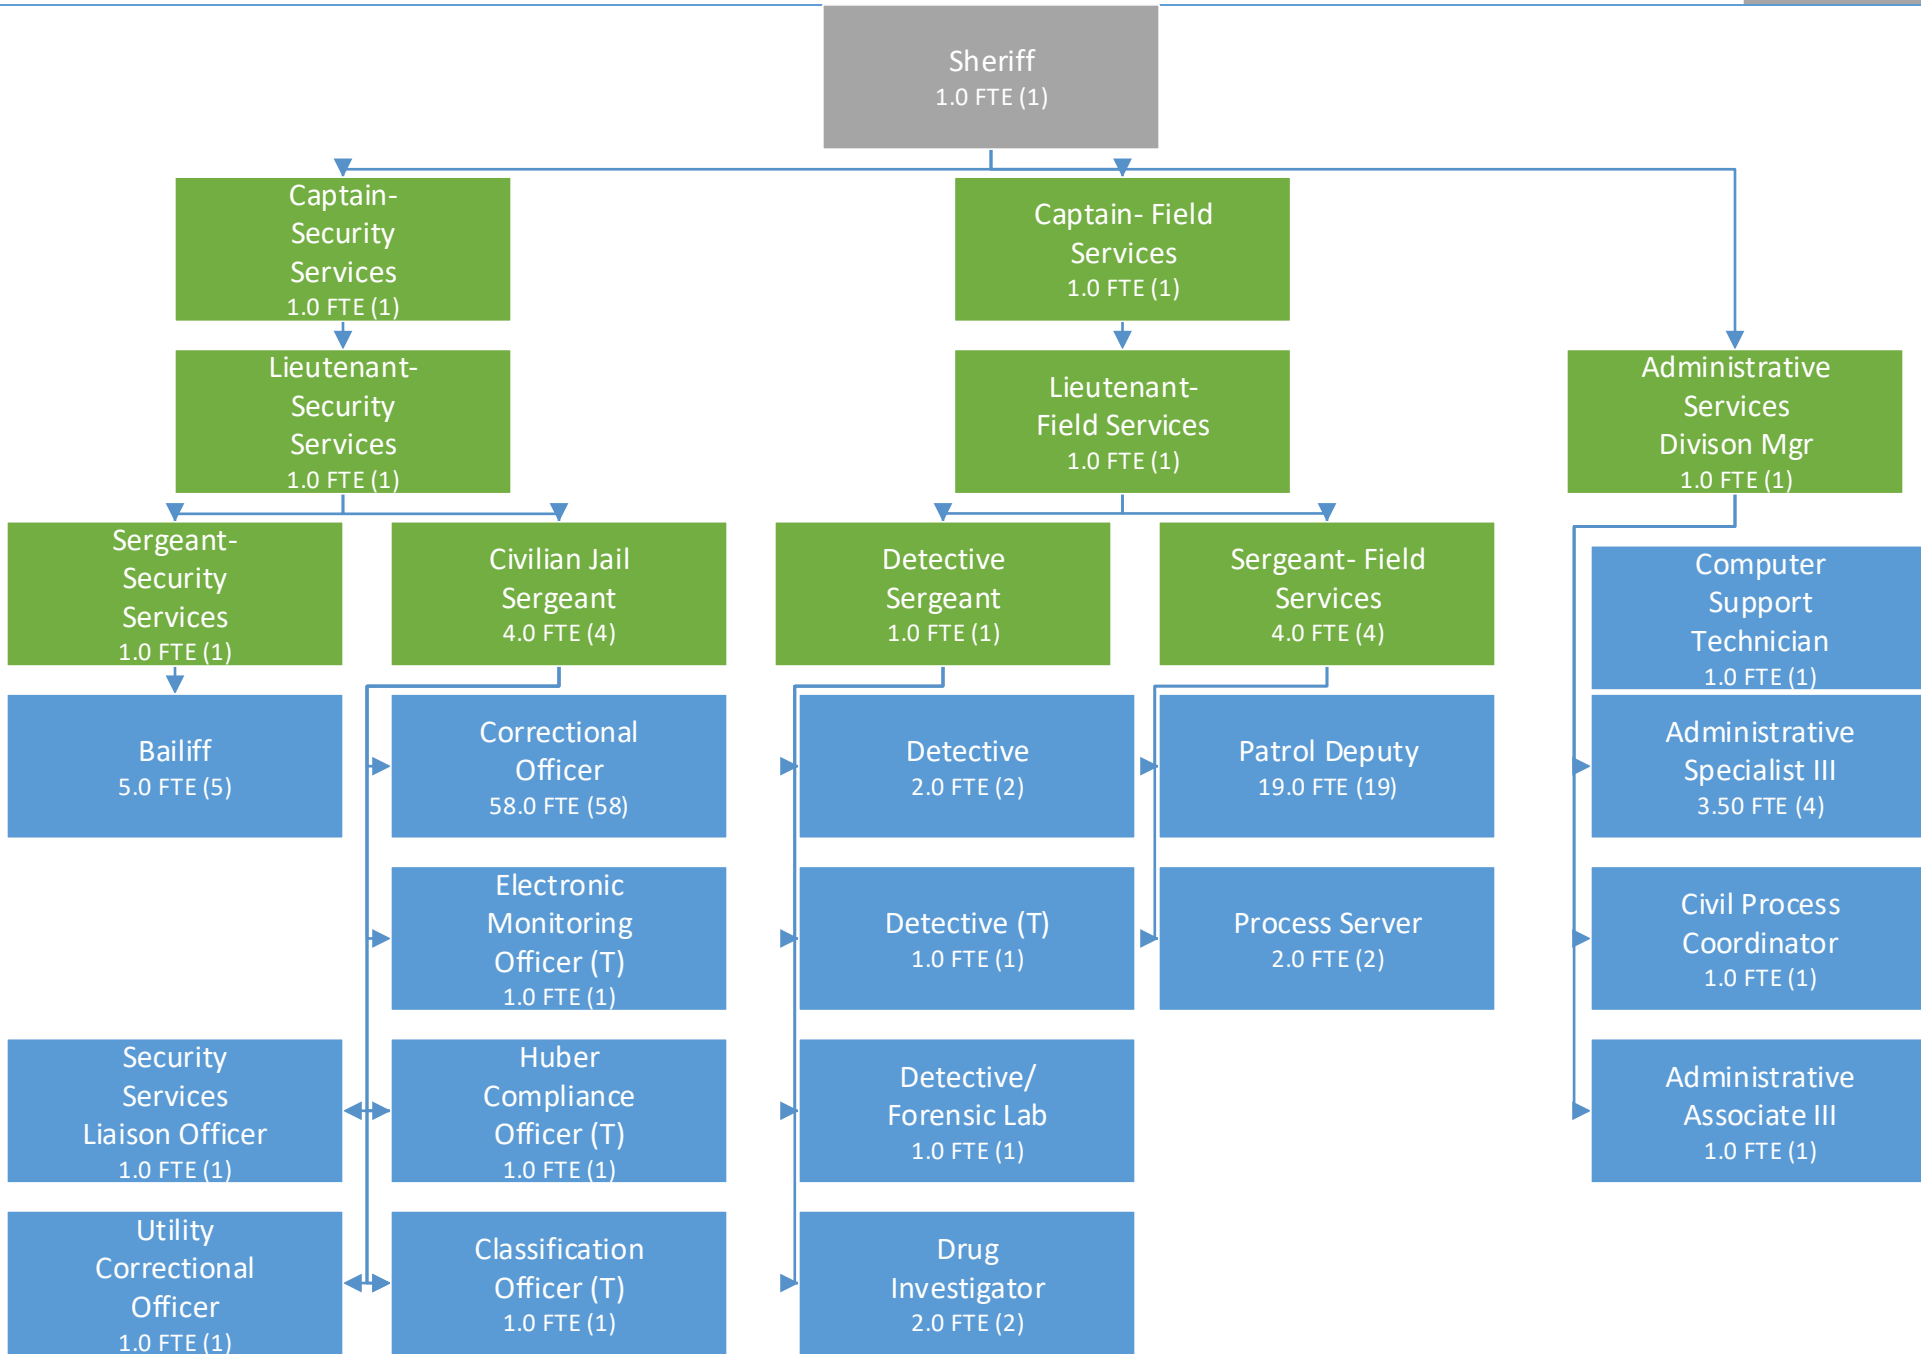 Sheriff
1.0 FTE (1)
Captain-
Security
Services
1.0 FTE (1)
Captain- Field
Services
1.0 FTE (1)
Lieutenant-
Security
Services
1.0 FTE (1)
Lieutenant-
Field Services
1.0 FTE (1)
Administrative
Services
Divison Mgr
1.0 FTE (1)
Sergeant-
Security
Services
1.0 FTE (1)
Civilian Jail
Sergeant
4.0 FTE (4)
Detective
Sergeant
1.0 FTE (1)
Sergeant- Field
Services
4.0 FTE (4)
Computer
Support
Technician
1.0 FTE (1)
Bailiff
5.0 FTE (5)
Correctional
Officer
58.0 FTE (58)
Detective
2.0 FTE (2)
Patrol Deputy
19.0 FTE (19)
Administrative
Specialist III
3.50 FTE (4)
Electronic
Monitoring
Officer (T)
1.0 FTE (1)
Detective (T)
1.0 FTE (1)
Process Server
2.0 FTE (2)
Civil Process
Coordinator
1.0 FTE (1)
Security
Services
Liaison Officer
1.0 FTE (1)
Huber
Compliance
Officer (T)
1.0 FTE (1)
Detective/
Forensic Lab
1.0 FTE (1)
Administrative
Associate III
1.0 FTE (1)
Utility
Correctional
Officer
1.0 FTE (1)
Classification
Officer (T)
1.0 FTE (1)
Drug
Investigator
2.0 FTE (2)